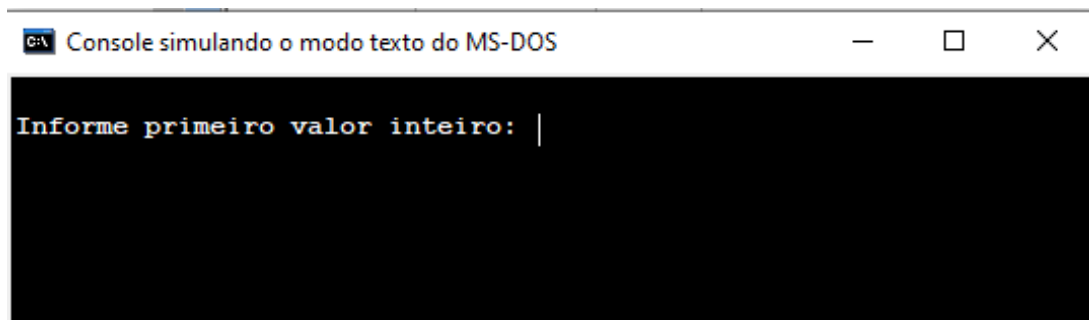 Console simulando o modo texto do MS-DOS
Informe primeiro valor inteiro: